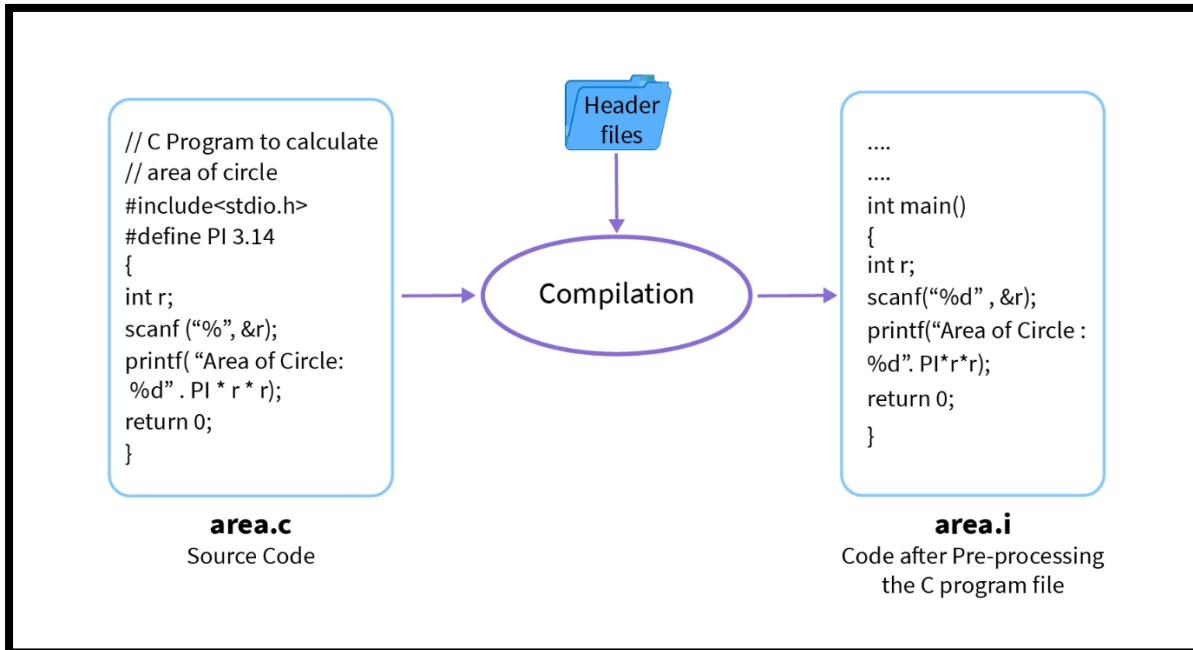 // C Program to calculate
// area of circle
#include<stdio.h>
#define PI 3.14
{
int r;
scanf (“%”, &r);
printf( “Area of Circle:
%d” . PI * r * r);
return 0;
}
area.c
Source Code
Header
files
Compilation
....
....
int main()
{
int r;
scanf(“%d” , &r);
printf(“Area of Circle :
%d”. PI*r*r);
return 0;
}
area.i
Code after Pre-processing
the C program file